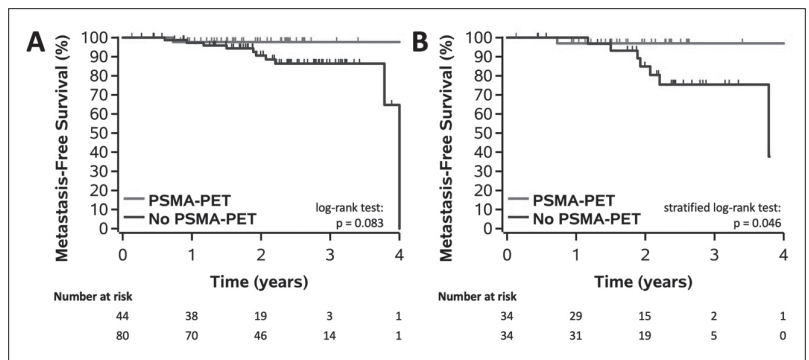 A
Metastasis-Free Survival (%)
100
90
80
70
60
50
40
30
20
10
0
PSMA-PET
No PSMA-PET
log-rank test:
p = 0.083
0 1 2 3 4
Time (years)
Number at risk
44 38 19 3 1
80 70 46 14 1
B
Metastasis-Free Survival (%)
100
90
80
70
60
50
40
30
20
10
0
PSMA-PET
No PSMA-PET
stratified log-rank test:
p = 0.046
0 1 2 3 4
Time (years)
Number at risk
34 29 15 2 1
34 31 19 5 0